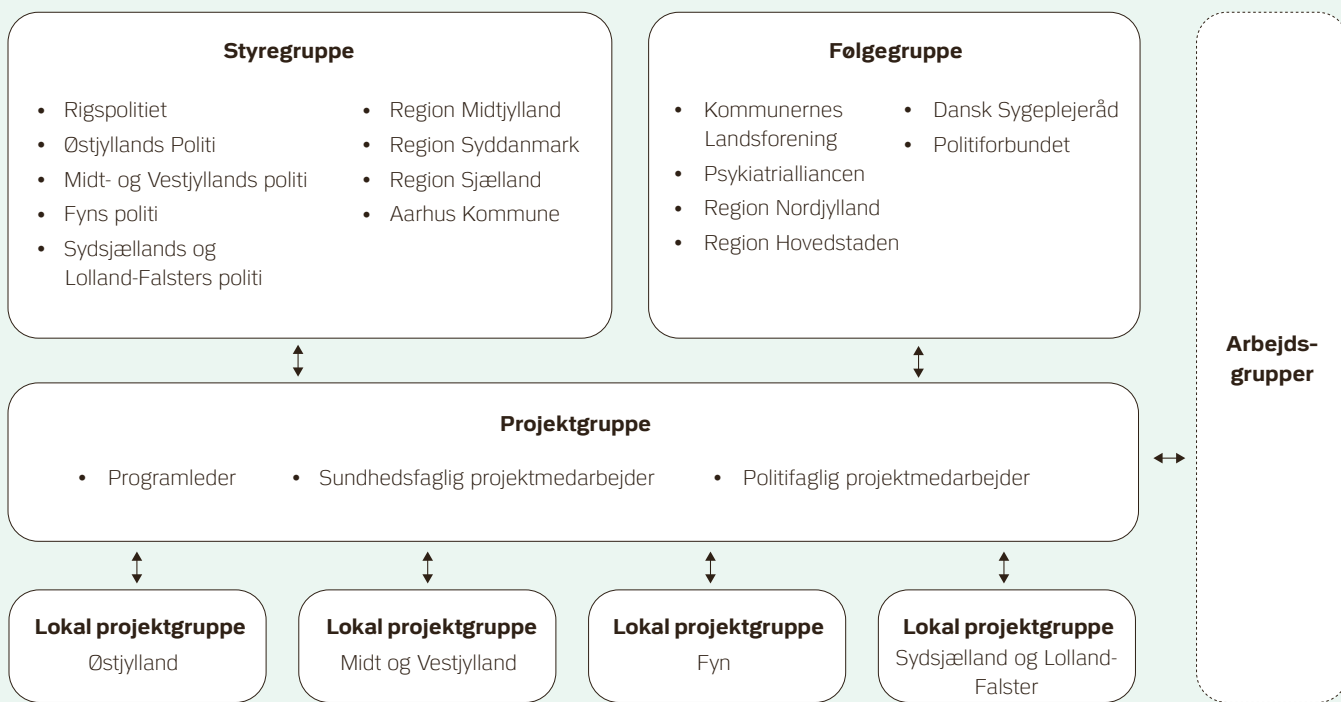 Styregruppe
• Rigspolitiet
• Østjyllands Politi
• Midt- og Vestjyllands politi
• Fyns politi
• Sydsjællands og
Lolland-Falsters politi
• Region Midtjylland
• Region Syddanmark
• Region Sjælland
• Aarhus Kommune
Følgegruppe
• Kommunernes
Landsforening
• Psykiatrialliancen
• Region Nordjylland
• Region Hovedstaden
• Dansk Sygeplejeråd
• Politiforbundet
Arbejds-
grupper
Projektgruppe
• Programleder
• Sundhedsfaglig projektmedarbejder
• Politifaglig projektmedarbejder
Lokal projektgruppe
Østjylland
Lokal projektgruppe
Midt og Vestjylland
Lokal projektgruppe
Fyn
Lokal projektgruppe
Sydsjælland og Lolland-
Falster